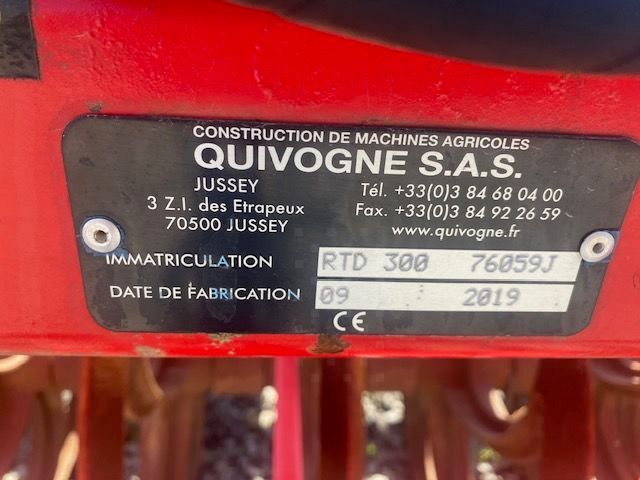 CONSTRUCTION DE MACHINES AGRICOLES
QUIVOGNE S.A.S.
JUSSEY
3 Z.I. des Etrapeux
70500 JUSSEY
Tél. +33(0)3 84 68 04 00
Fax. +33(0)3 84 92 26 59
www.quivogne.fr
IMMATRICULATION RTD 300 76059J
DATE DE FABRICATION 09 2019
CE